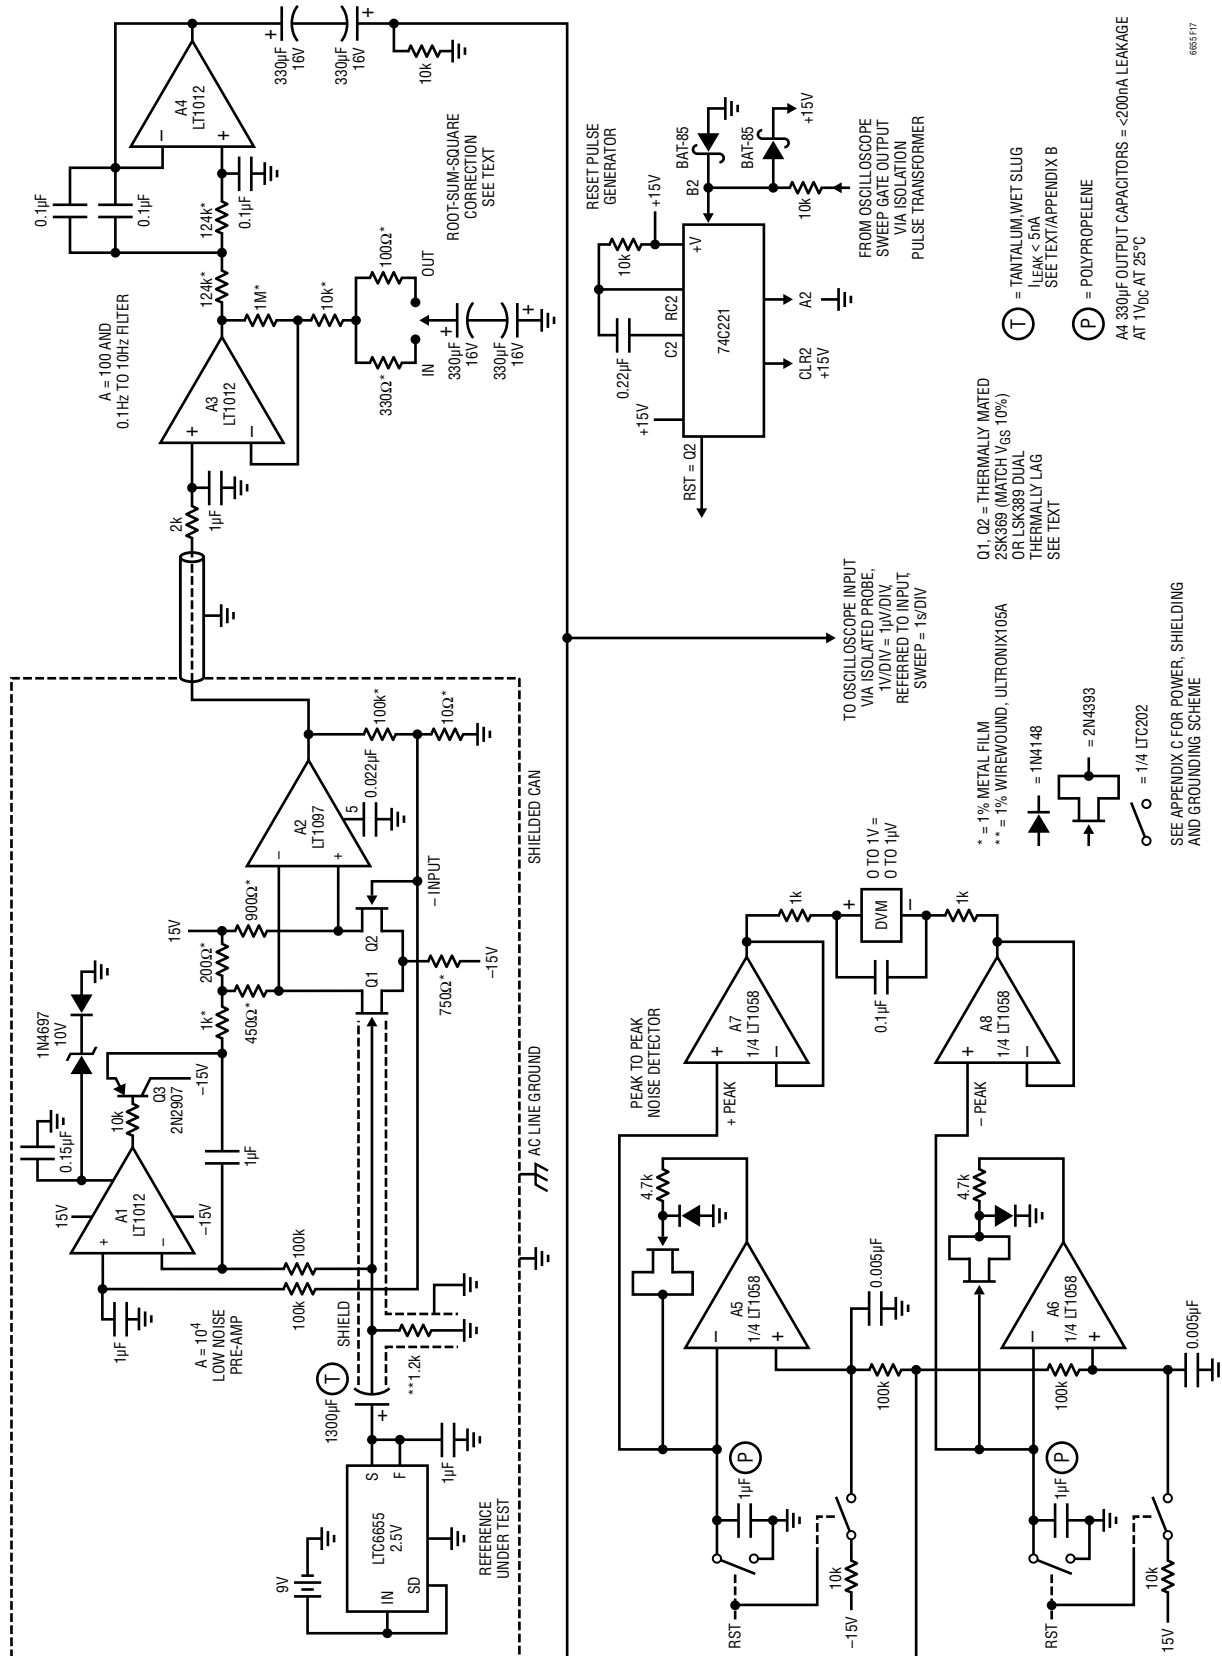 9V
IN
SD
LTC6655
2.5V
S
F
REFERENCE
UNDER TEST
1µF
1300µF
T
**1.2k
SHIELD
A = 10⁴
LOW NOISE
PRE-AMP
1µF
100k
100k
15V
A1
LT1012
+
–
–15V
0.15µF
1N4697
10V
10k
Q3
2N2907
–15V
1µF
1k*
200Ω*
15V
450Ω*
900Ω*
Q1
Q2
750Ω*
–15V
– INPUT
A2
LT1097
–
+
5
0.022µF
100k*
10Ω*
SHIELDED CAN
AC LINE GROUND
2k
1µF
A = 100 AND
0.1Hz TO 10Hz FILTER
A3
LT1012
+
–
124k*
1M*
10k*
330Ω*
100Ω*
IN
OUT
330µF
16V
330µF
16V
ROOT-SUM-SQUARE
CORRECTION
SEE TEXT
124k*
0.1µF
0.1µF
0.1µF
A4
LT1012
–
+
330µF
16V
330µF
16V
10k
TO OSCILLOSCOPE INPUT
VIA ISOLATED PROBE,
1V/DIV = 1µV/DIV,
REFERRED TO INPUT,
SWEEP = 1s/DIV
RESET PULSE
GENERATOR
+15V
0.22µF
10k
+15V
C2
RC2
+V
B2
74C221
RST = Q2
CLR2
+15V
A2
BAT-85
BAT-85
+15V
10k
FROM OSCILLOSCOPE
SWEEP GATE OUTPUT
VIA ISOLATION
PULSE TRANSFORMER
PEAK TO PEAK
NOISE DETECTOR
RST
1µF
P
10k
–15V
100k
0.005µF
A5
1/4 LT1058
–
+
4.7k
+ PEAK
A7
1/4 LT1058
+
–
1k
DVM
+
–
0 TO 1V =
0 TO 1µV
0.1µF
1k
RST
1µF
P
10k
15V
100k
0.005µF
A6
1/4 LT1058
–
+
4.7k
– PEAK
A8
1/4 LT1058
+
–
* = 1% METAL FILM
** = 1% WIREWOUND, ULTRONIX105A
= 1N4148
= 2N4393
= 1/4 LTC202
SEE APPENDIX C FOR POWER, SHIELDING
AND GROUNDING SCHEME
Q1, Q2 = THERMALLY MATED
2SK369 (MATCH VGS 10%)
OR LSK389 DUAL
THERMALLY LAG
SEE TEXT
T = TANTALUM,WET SLUG
ILEAK < 5nA
SEE TEXT/APPENDIX B
P = POLYPROPELENE
A4 330µF OUTPUT CAPACITORS = <200nA LEAKAGE
AT 1VDC AT 25°C
6655 F17